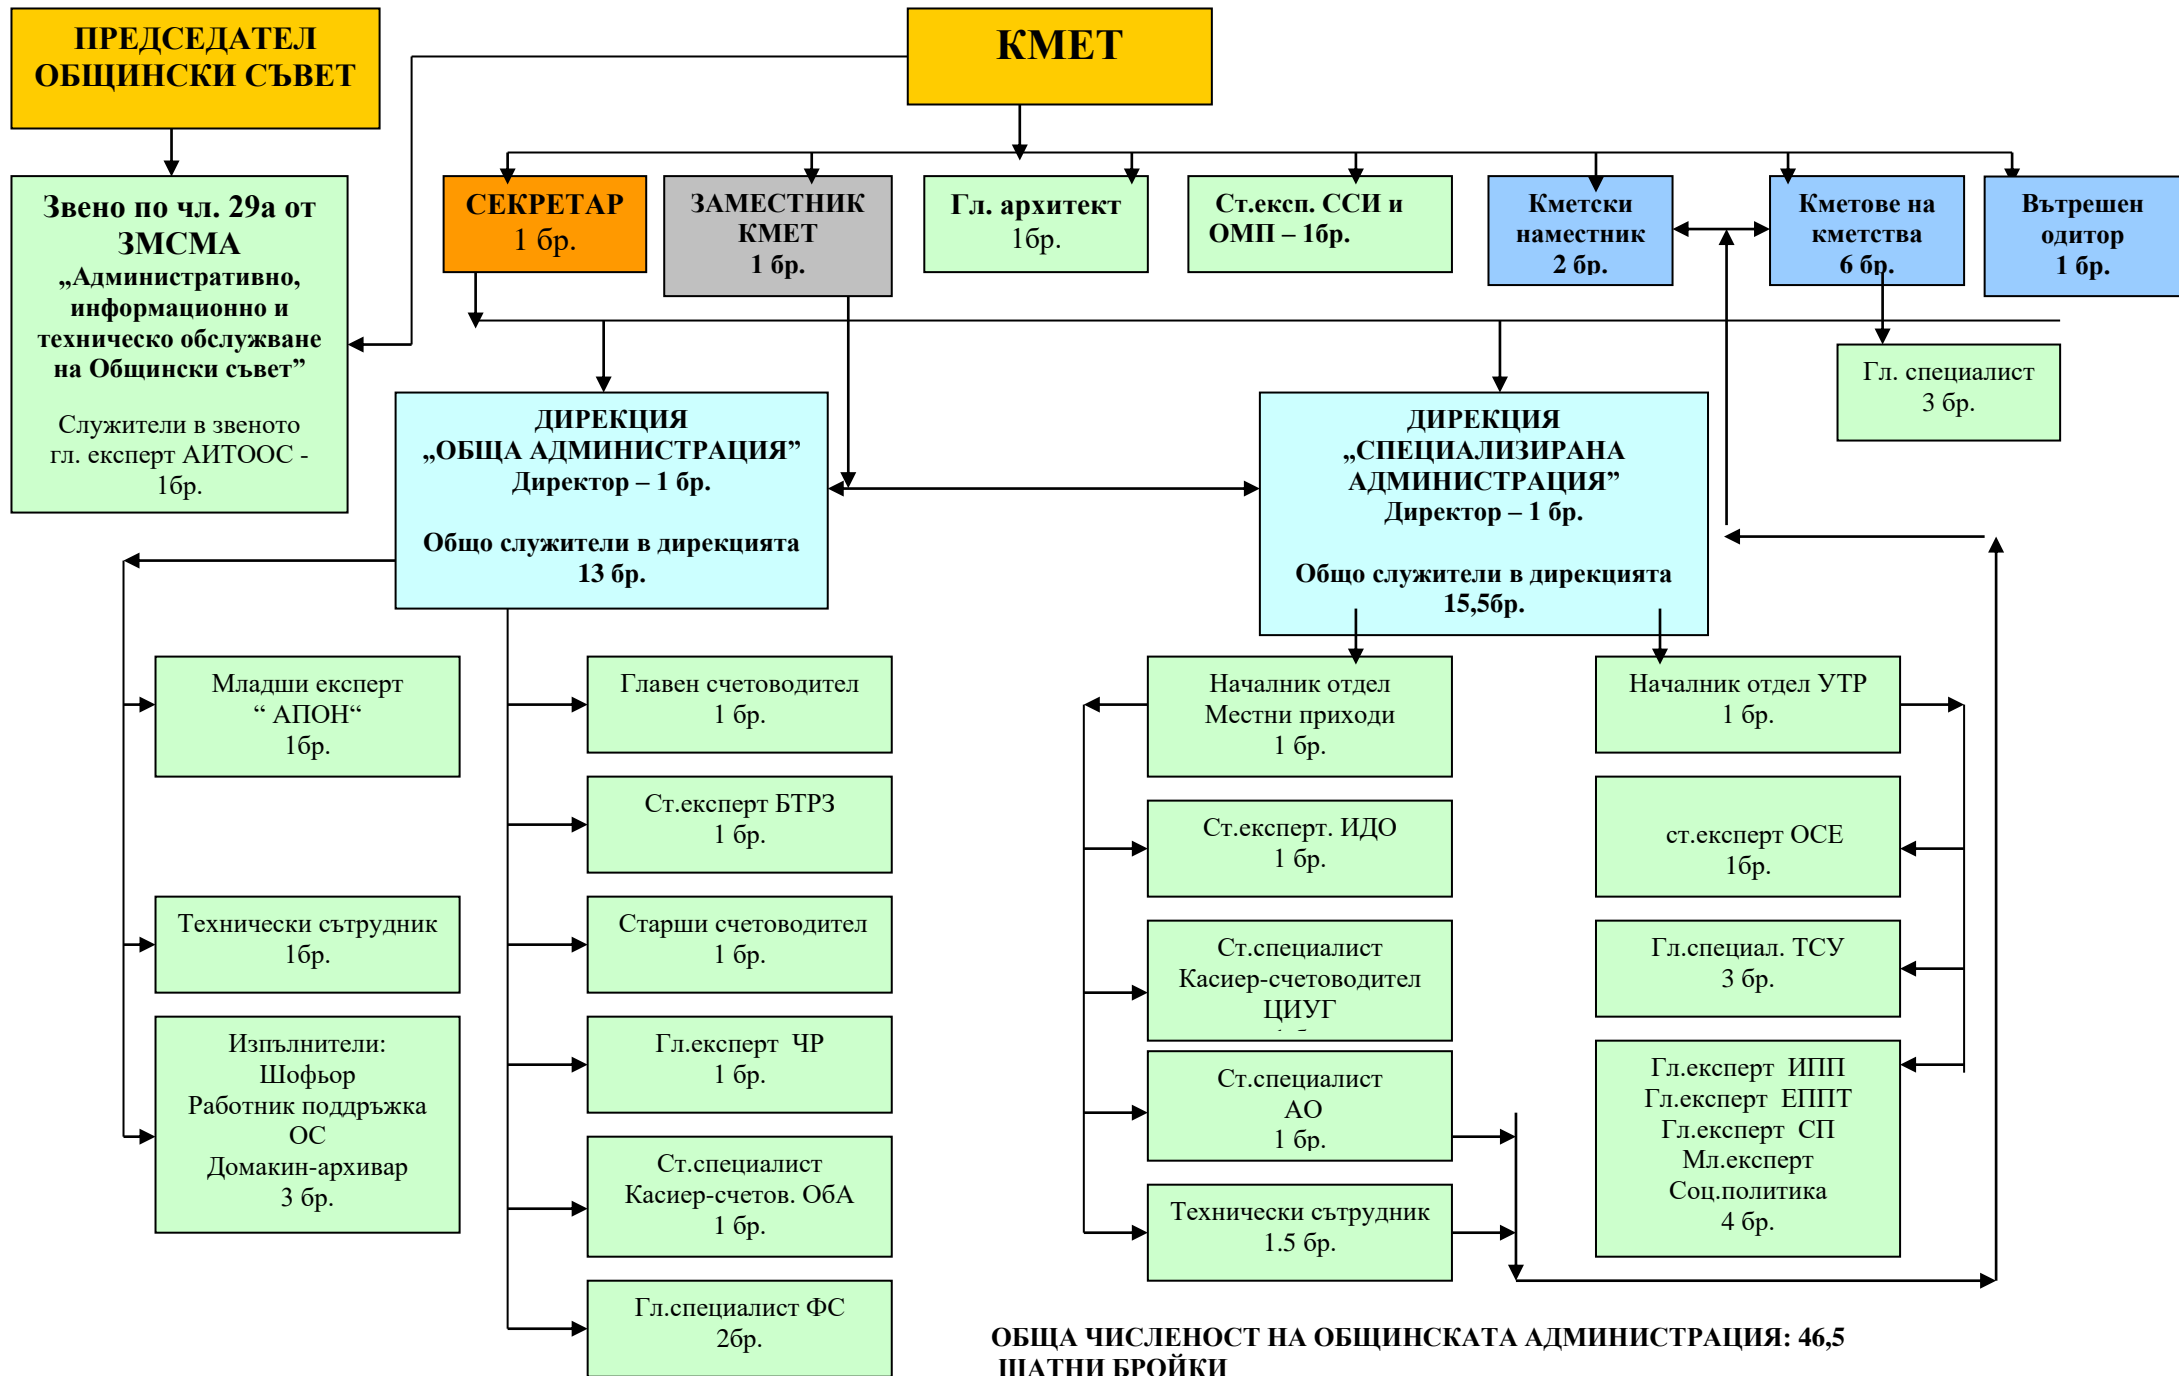 ПРЕДСЕДАТЕЛ
ОБЩИНСКИ СЪВЕТ
КМЕТ
Звено по чл. 29а от
ЗМСМА
„Административно,
информационно и
техническо обслужване
на Общински съвет”
Служители в звеното
гл. експерт АИТООС -
1бр.
СЕКРЕТАР
1 бр.
ЗАМЕСТНИК
КМЕТ
1 бр.
Гл. архитект
1бр.
Ст.експ. ССИ и
ОМП – 1бр.
Кметски
наместник
2 бр.
Кметове на
кметства
6 бр.
Вътрешен
одитор
1 бр.
Гл. специалист
3 бр.
ДИРЕКЦИЯ
„ОБЩА АДМИНИСТРАЦИЯ”
Директор – 1 бр.
Общо служители в дирекцията
13 бр.
ДИРЕКЦИЯ
„СПЕЦИАЛИЗИРАНА
АДМИНИСТРАЦИЯ”
Директор – 1 бр.
Общо служители в дирекцията
15,5бр.
Младши експерт
“ АПОН“
1бр.
Технически сътрудник
1бр.
Изпълнители:
Шофьор
Работник поддръжка
ОС
Домакин-архивар
3 бр.
Главен счетоводител
1 бр.
Ст.експерт БТРЗ
1 бр.
Старши счетоводител
1 бр.
Гл.експерт ЧР
1 бр.
Ст.специалист
Касиер-счетов. ОбА
1 бр.
Гл.специалист ФС
2бр.
Началник отдел
Местни приходи
1 бр.
Ст.експерт. ИДО
1 бр.
Ст.специалист
Касиер-счетоводител
ЦИУГ
Ст.специалист
АО
1 бр.
Технически сътрудник
1.5 бр.
Началник отдел УТР
1 бр.
ст.експерт ОСЕ
1бр.
Гл.специал. ТСУ
3 бр.
Гл.експерт ИПП
Гл.експерт ЕППТ
Гл.експерт СП
Мл.експерт
Соц.политика
4 бр.
ОБЩА ЧИСЛЕНОСТ НА ОБЩИНСКАТА АДМИНИСТРАЦИЯ: 46,5
ЩАТНИ БРОЙКИ